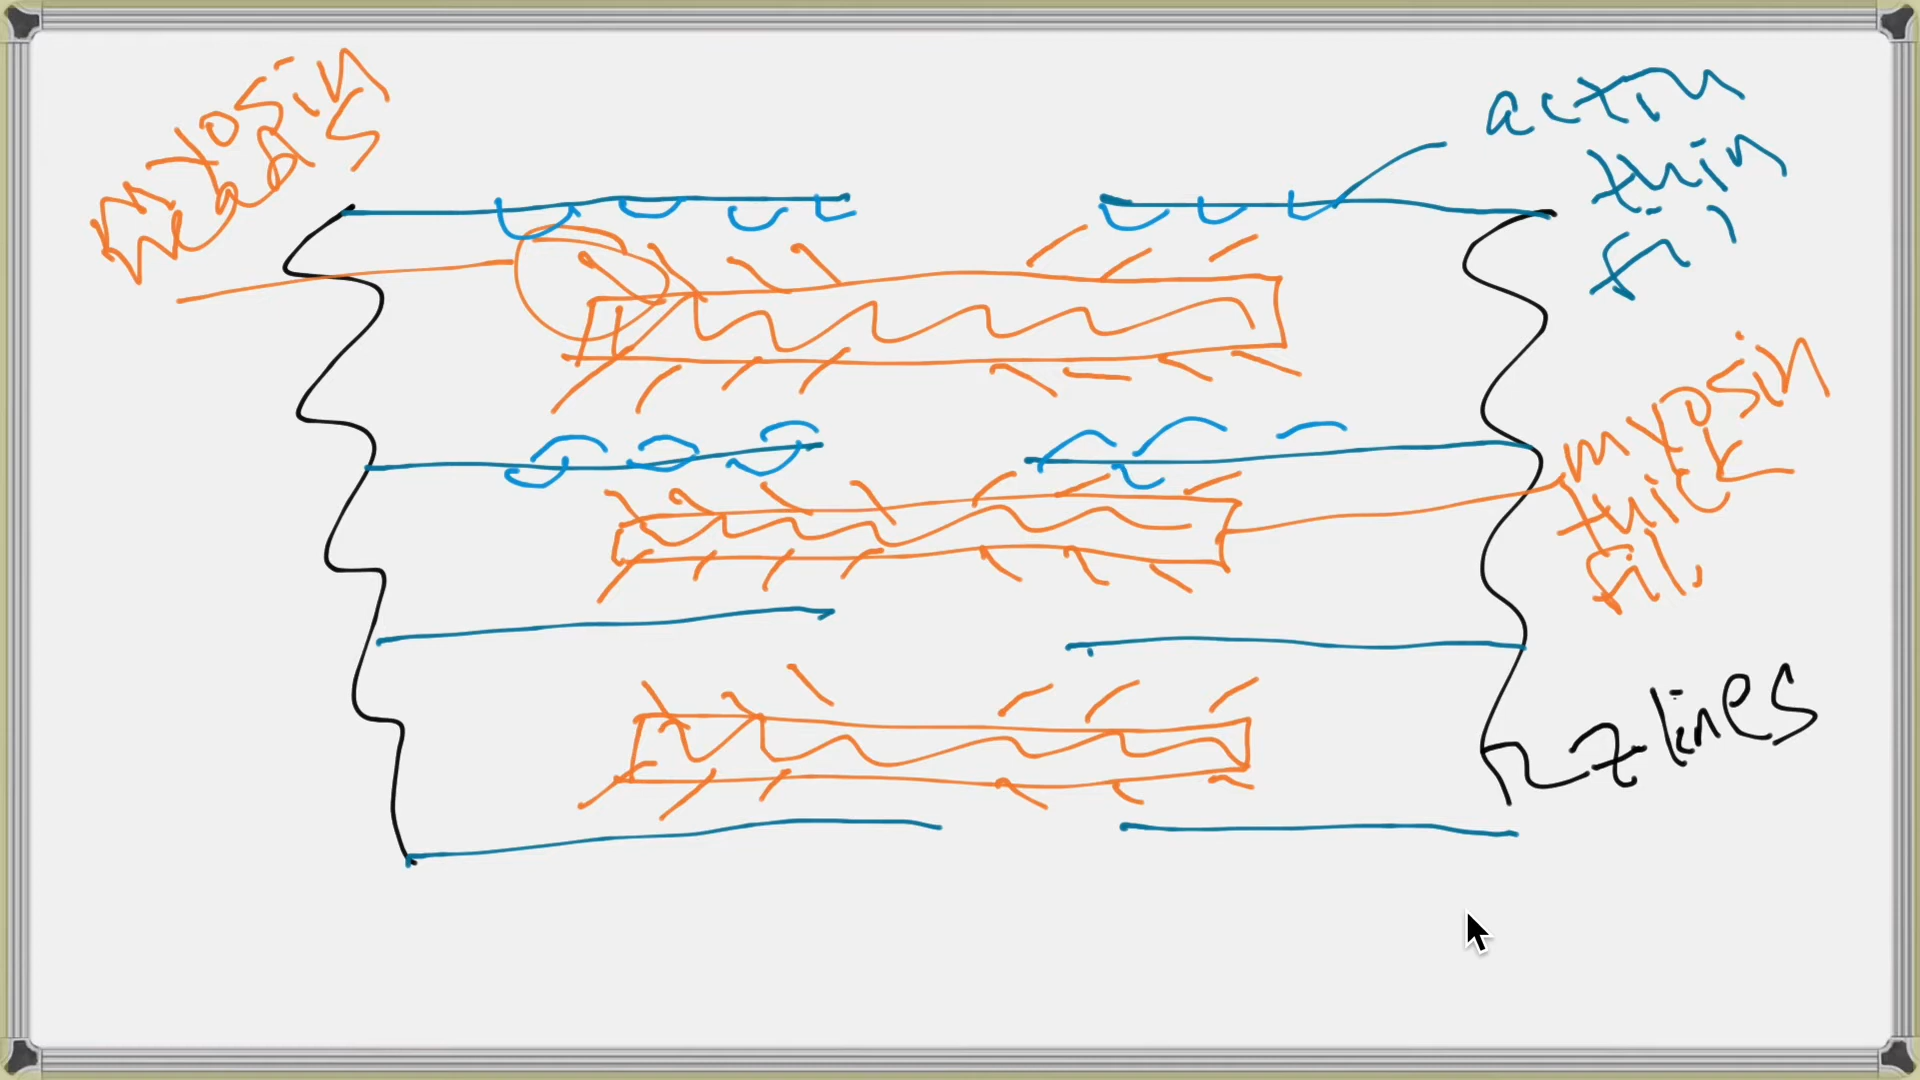 myosin
heads
actin
thin
fil
myosin
thick
fil.
z lines